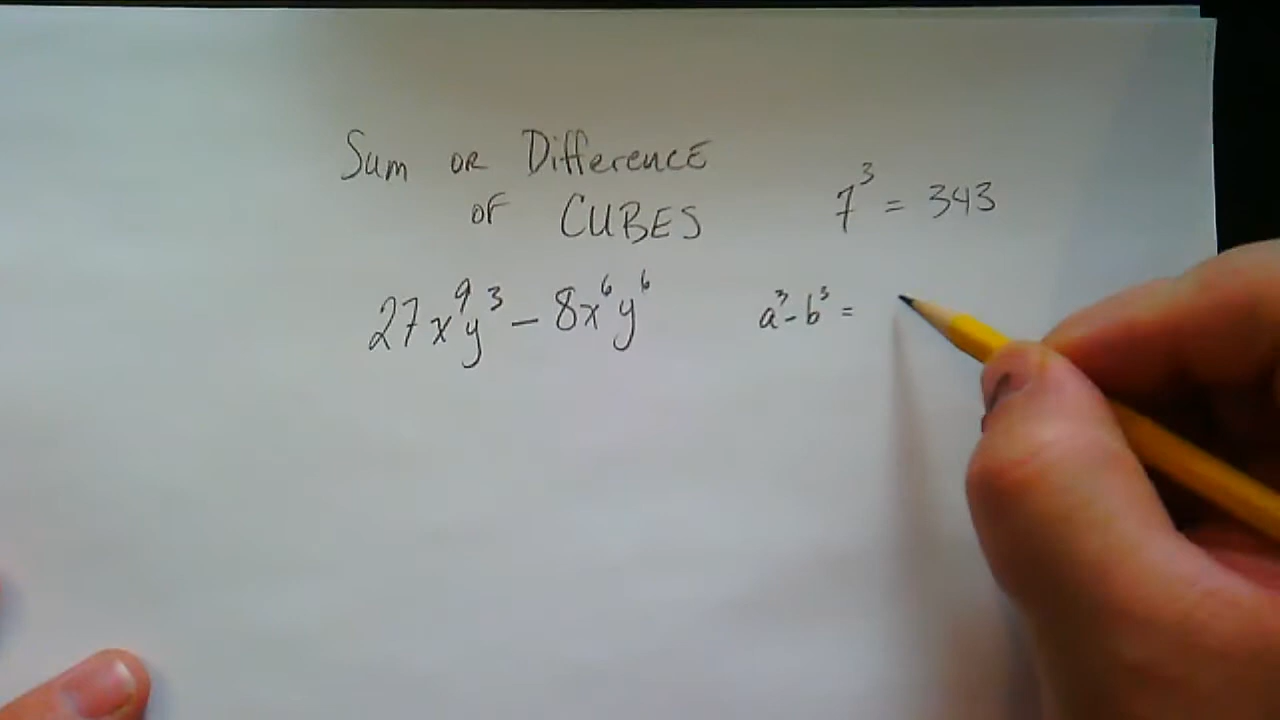 Sum OR Difference
OF CUBES
7³ = 343
27x⁹y³ - 8x⁶y⁶
a³-b³ =